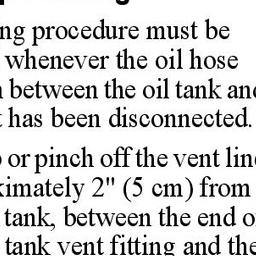 ng procedure must be
whenever the oil hose
between the oil tank and
has been disconnected.
or pinch off the vent line
ximately 2" (5 cm) from
tank, between the end of
tank vent fitting and the